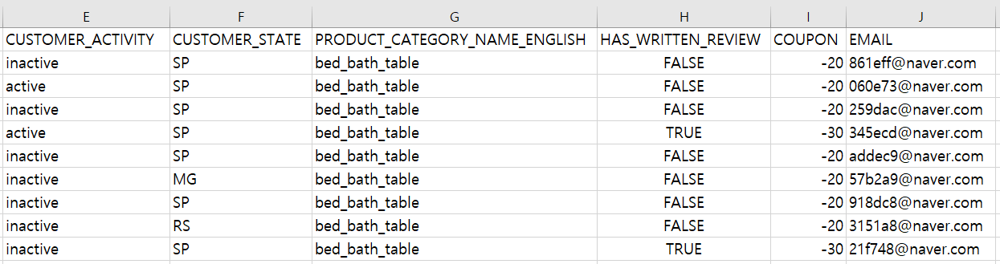 E F G H I J
CUSTOMER_ACTIVITY CUSTOMER_STATE PRODUCT_CATEGORY_NAME_ENGLISH HAS_WRITTEN_REVIEW COUPON EMAIL
inactive SP bed_bath_table FALSE -20 861eff@naver.com
active SP bed_bath_table FALSE -20 060e73@naver.com
inactive SP bed_bath_table FALSE -20 259dac@naver.com
active SP bed_bath_table TRUE -30 345ecd@naver.com
inactive SP bed_bath_table FALSE -20 addec9@naver.com
inactive MG bed_bath_table FALSE -20 57b2a9@naver.com
inactive SP bed_bath_table FALSE -20 918dc8@naver.com
inactive RS bed_bath_table FALSE -20 3151a8@naver.com
inactive SP bed_bath_table TRUE -30 21f748@naver.com